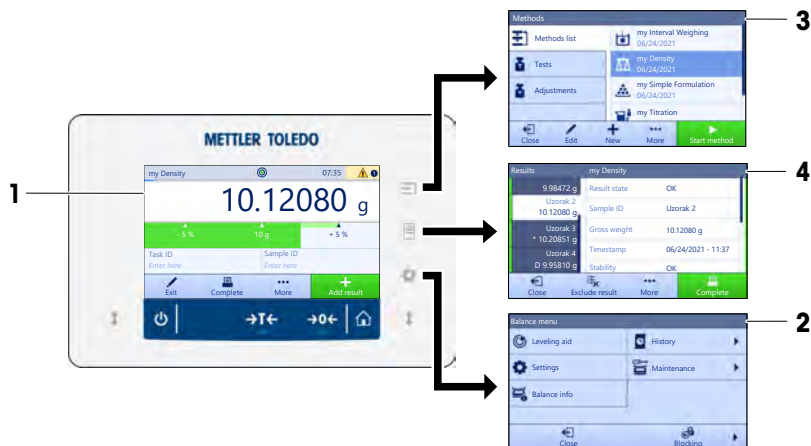 1
METTLER TOLEDO
my Density
07:35
10.12080 g
- 5 %
10 g
+ 5 %
Task ID
Enter here
Sample ID
Enter here
Exit
Complete
More
Add result
→T←
→0←
3
Methods
Methods list
Tests
Adjustments
my Interval Weighing
06/24/2021
my Density
06/24/2021
my Simple Formulation
06/24/2021
my Titration
Close
Edit
New
More
Start method
4
Results
my Density
9.98472 g
Uzorak 2
10.12080 g
Uzorak 3
* 10.20851 g
Uzorak 4
D 9.95810 g
Result state OK
Sample ID Uzorak 2
Gross weight 10.12080 g
Timestamp 06/24/2021 - 11:37
Stability OK
Close
Exclude result
More
Complete
2
Balance menu
Leveling aid
Settings
Balance info
History
Maintenance
Close
Blocking